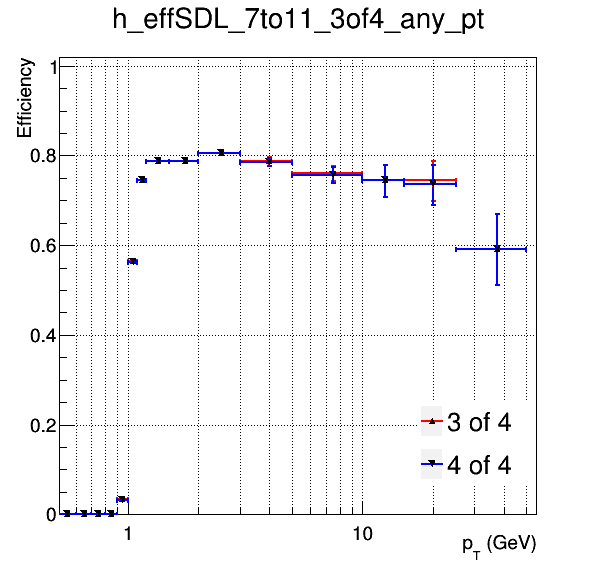 h_effSDL_7to11_3of4_any_pt
Efficiency
1
0.8
0.6
0.4
0.2
0
3 of 4
4 of 4
1
10
p_T (GeV)